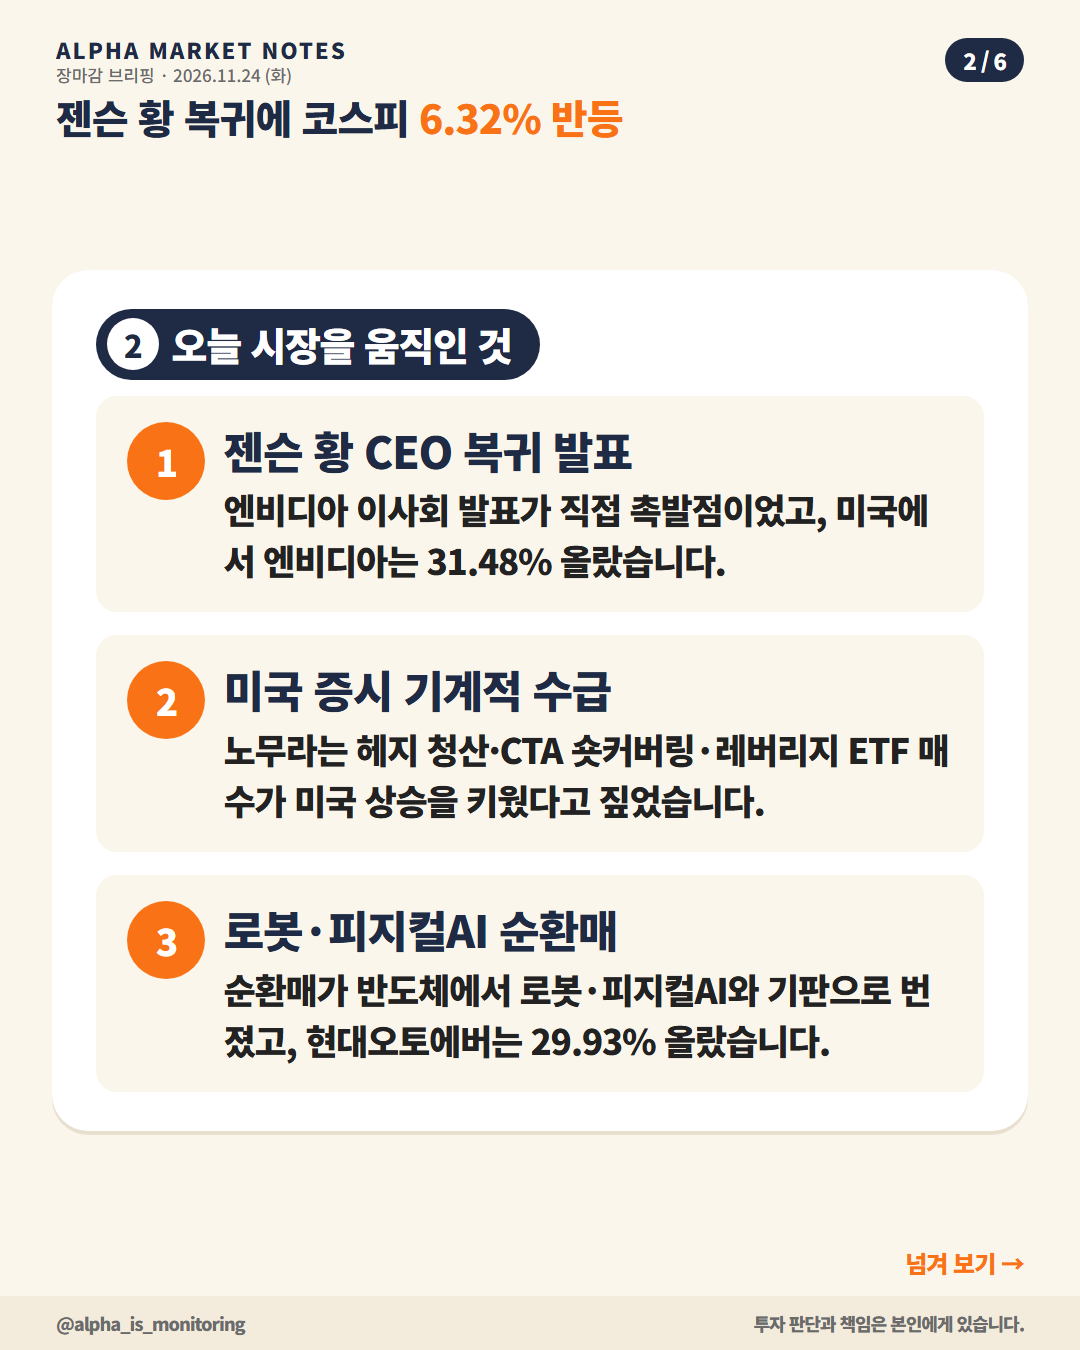 ALPHA MARKET NOTES
장마감 브리핑 · 2026.11.24 (화)
2 / 6
젠슨 황 복귀에 코스피 6.32% 반등
2 오늘 시장을 움직인 것
1
젠슨 황 CEO 복귀 발표
엔비디아 이사회 발표가 직접 촉발점이었고, 미국에
서 엔비디아는 31.48% 올랐습니다.
2
미국 증시 기계적 수급
노무라는 헤지 청산·CTA 숏커버링·레버리지 ETF 매
수가 미국 상승을 키웠다고 짚었습니다.
3
로봇·피지컬AI 순환매
순환매가 반도체에서 로봇·피지컬AI와 기판으로 번
졌고, 현대오토에버는 29.93% 올랐습니다.
넘겨 보기 →
@alpha_is_monitoring
투자 판단과 책임은 본인에게 있습니다.